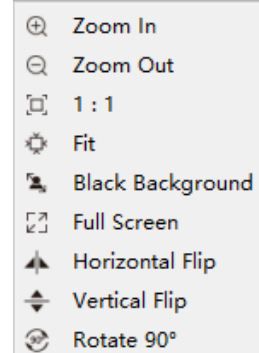 Zoom In
Zoom Out
1 : 1
Fit
Black Background
Full Screen
Horizontal Flip
Vertical Flip
Rotate 90°